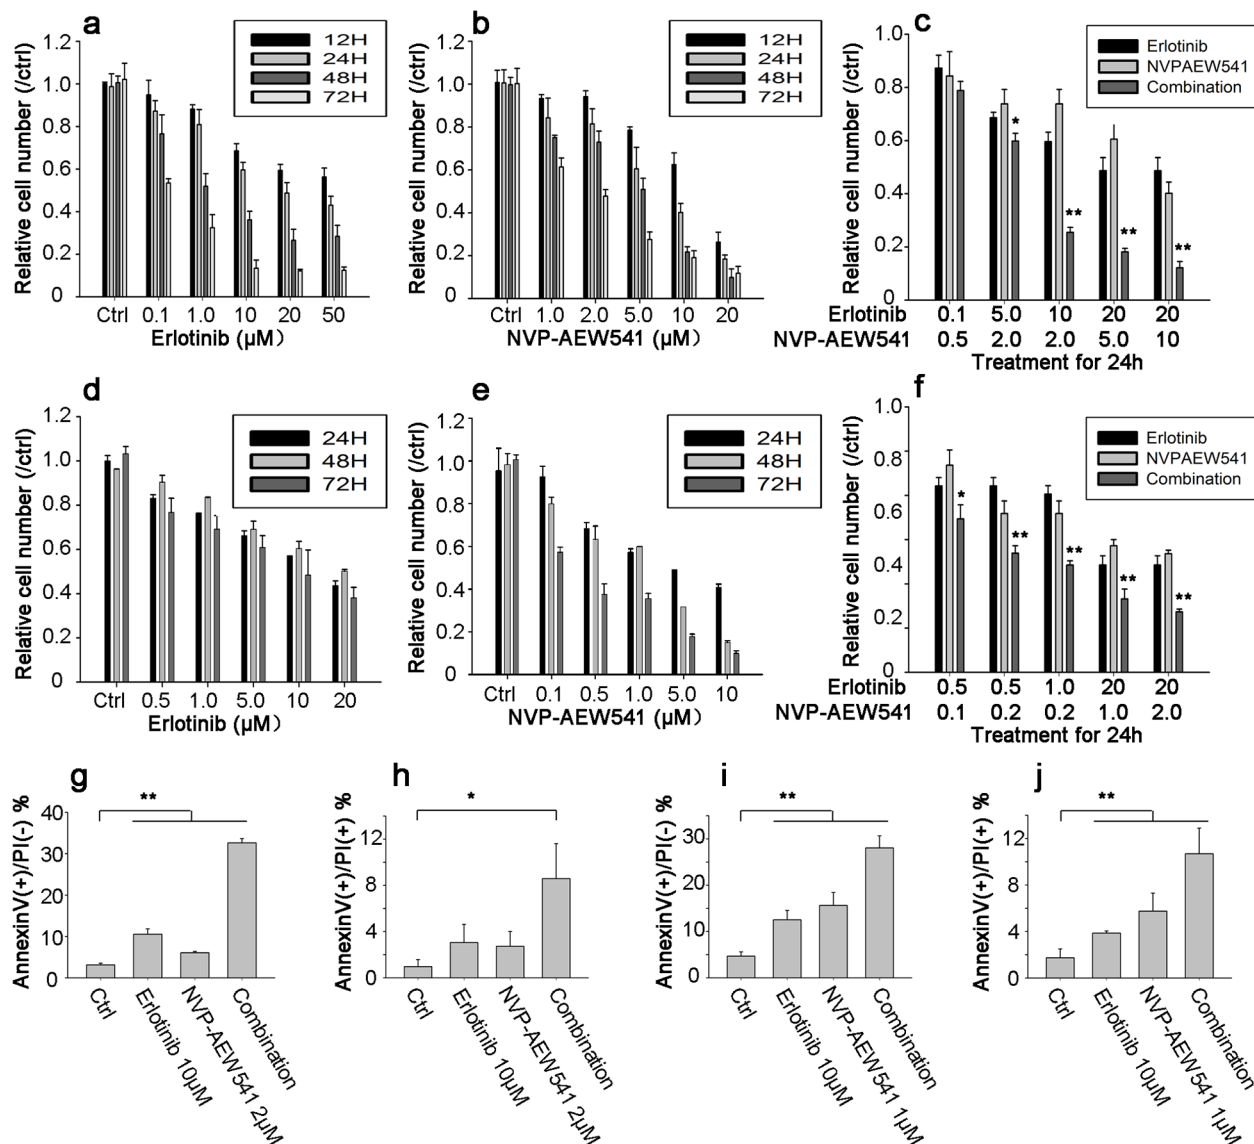 a
Relative cell number (/ctrl)
1.2
1.0
0.8
0.6
0.4
0.2
0
12H
24H
48H
72H
Ctrl 0.1 1.0 10 20 50
Erlotinib (μM）
b
Relative cell number (/ctrl)
1.2
1.0
0.8
0.6
0.4
0.2
0
12H
24H
48H
72H
Ctrl 1.0 2.0 5.0 10 20
NVP-AEW541 (μM）
c
Relative cell number (/ctrl)
1.0
0.8
0.6
0.4
0.2
0
Erlotinib
NVPAEW541
Combination
*
**
**
**
Erlotinib 0.1 5.0 10 20 20
NVP-AEW541 0.5 2.0 2.0 5.0 10
Treatment for 24h
d
Relative cell number (/ctrl)
1.2
1.0
0.8
0.6
0.4
0.2
0
24H
48H
72H
Ctrl 0.5 1.0 5.0 10 20
Erlotinib (μM）
e
Relative cell number (/ctrl)
1.2
1.0
0.8
0.6
0.4
0.2
0
24H
48H
72H
Ctrl 0.1 0.5 1.0 5.0 10
NVP-AEW541 (μM）
f
Relative cell number (/ctrl)
1.0
0.8
0.6
0.4
0.2
0
Erlotinib
NVPAEW541
Combination
*
**
**
**
**
Erlotinib 0.5 0.5 1.0 20 20
NVP-AEW541 0.1 0.2 0.2 1.0 2.0
Treatment for 24h
g
AnnexinV(+)/PI(-) %
40
30
20
10
0
**
Ctrl
Erlotinib 10μM
NVP-AEW541 2μM
Combination
h
AnnexinV(+)/PI(+) %
12
8
4
0
*
Ctrl
Erlotinib 10μM
NVP-AEW541 2μM
Combination
i
AnnexinV(+)/PI(-) %
30
20
10
0
**
Ctrl
Erlotinib 10μM
NVP-AEW541 1μM
Combination
j
AnnexinV(+)/PI(+) %
12
8
4
0
**
Ctrl
Erlotinib 10μM
NVP-AEW541 1μM
Combination